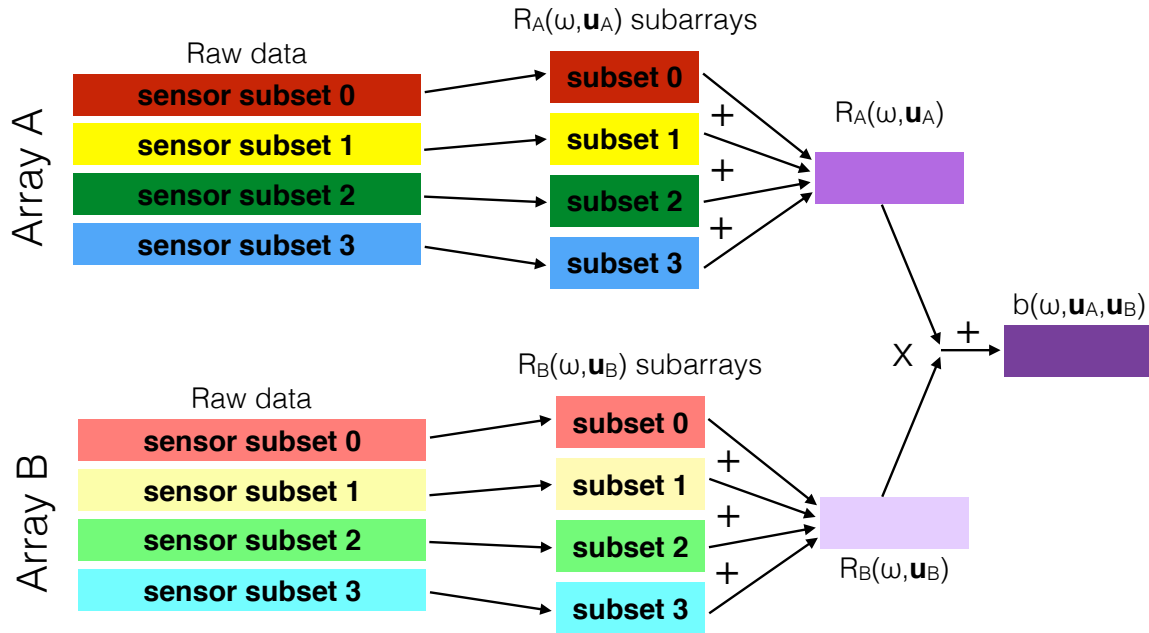 R_A(ω,u_A) subarrays
Raw data
Array A
sensor subset 0
sensor subset 1
sensor subset 2
sensor subset 3
subset 0
+
subset 1
+
subset 2
+
subset 3
R_A(ω,u_A)
b(ω,u_A,u_B)
X
+
R_B(ω,u_B) subarrays
Raw data
Array B
sensor subset 0
sensor subset 1
sensor subset 2
sensor subset 3
subset 0
+
subset 1
+
subset 2
+
subset 3
R_B(ω,u_B)